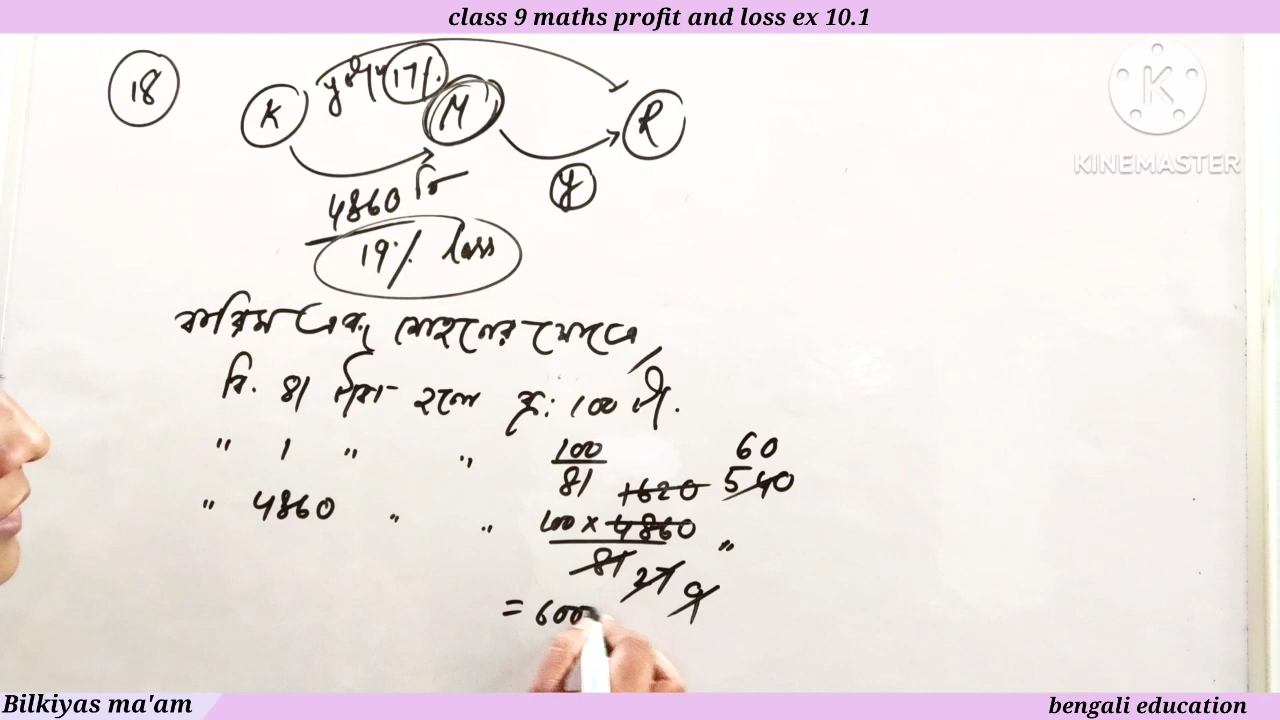 class 9 maths profit and loss ex 10.1
18
K
17%
M
R
y
4860 বি
19% loss
করিম এবং মোহনের ক্ষেত্রে,
বি. 81 টাকা হলে ক্র: 100 টা.
" 1 " " 100/81
" 4860 " " 100 x 4860/81 "
1620 540 60
27 9
= 600
KINEMASTER
Bilkiyas ma'am
bengali education